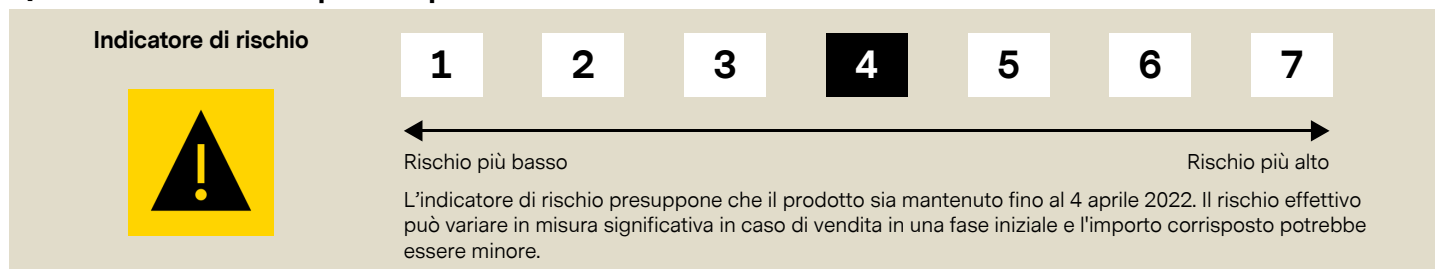 Indicatore di rischio
1 2 3 4 5 6 7
!
Rischio più basso Rischio più alto
L'indicatore di rischio presuppone che il prodotto sia mantenuto fino al 4 aprile 2022. Il rischio effettivo
può variare in misura significativa in caso di vendita in una fase iniziale e l'importo corrisposto potrebbe
essere minore.